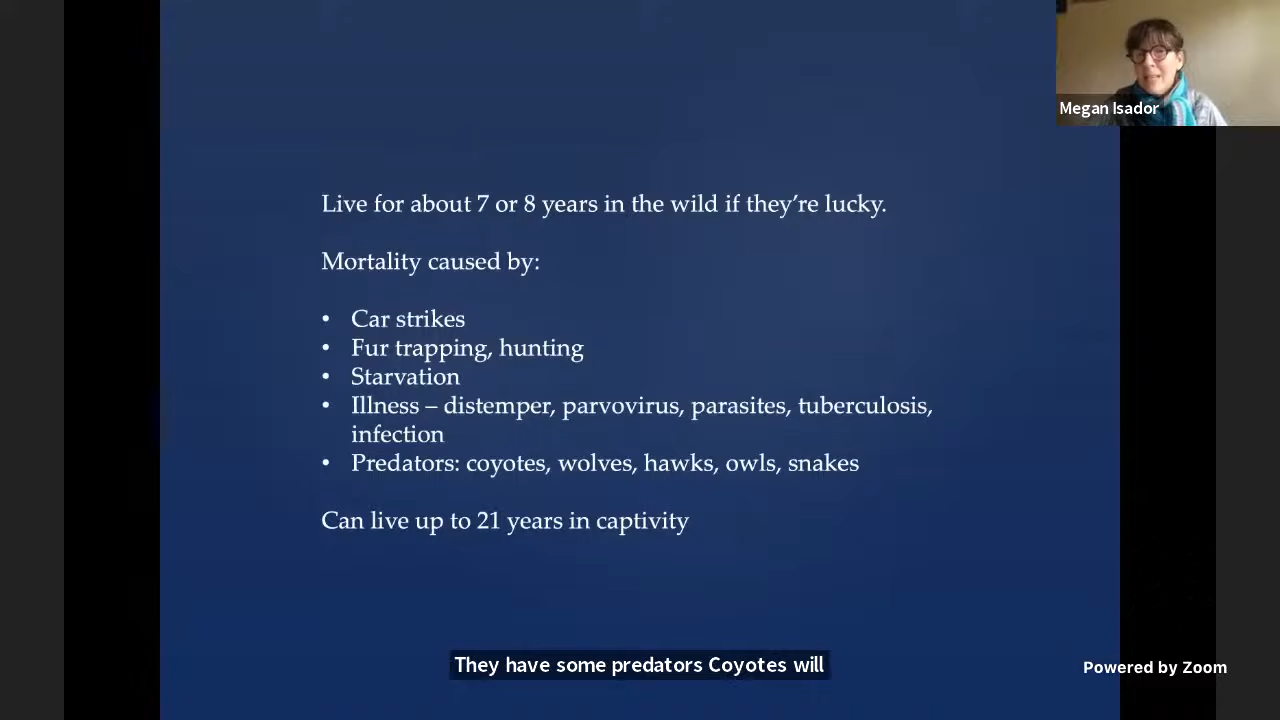 Megan Isador
Live for about 7 or 8 years in the wild if they’re lucky.
Mortality caused by:
• Car strikes
• Fur trapping, hunting
• Starvation
• Illness – distemper, parvovirus, parasites, tuberculosis,
infection
• Predators: coyotes, wolves, hawks, owls, snakes
Can live up to 21 years in captivity
They have some predators Coyotes will
Powered by Zoom